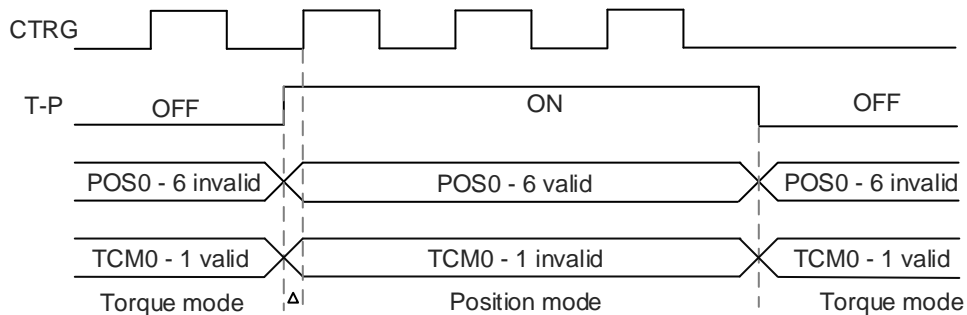 CTRG
T-P OFF ON OFF
POS0 - 6 invalid POS0 - 6 valid POS0 - 6 invalid
TCM0 - 1 valid TCM0 - 1 invalid TCM0 - 1 valid
Torque mode Δ Position mode Torque mode